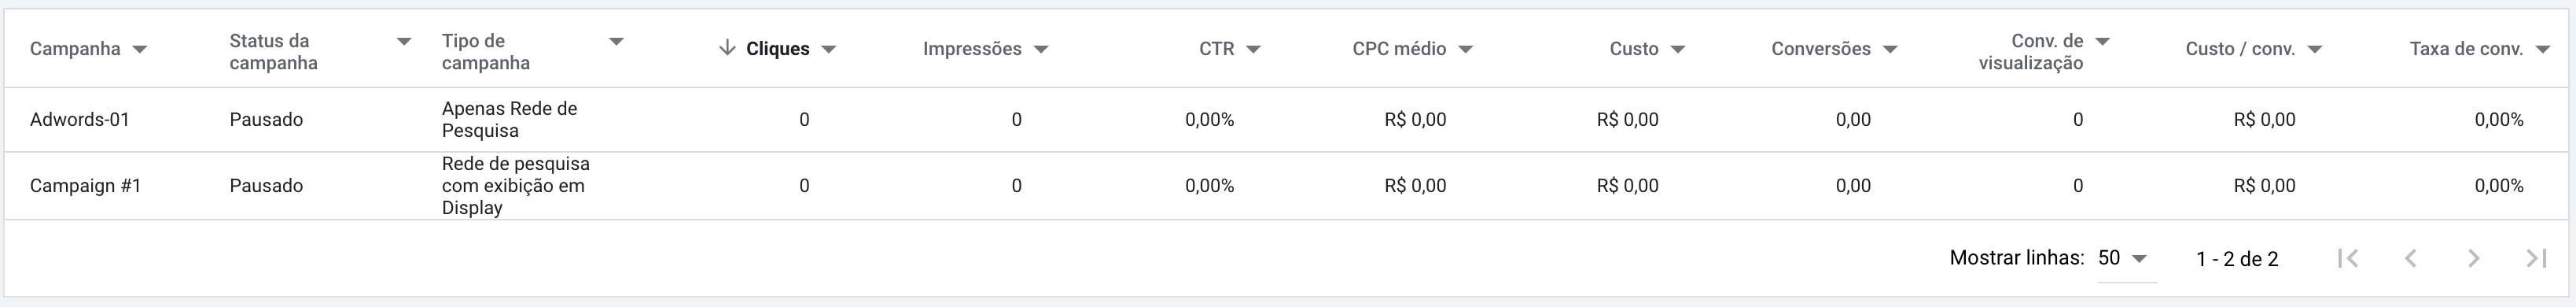 Campanha Status da campanha Tipo de campanha Cliques Impressões CTR CPC médio Custo Conversões Conv. de visualização Custo / conv. Taxa de conv.
Adwords-01 Pausado Apenas Rede de Pesquisa 0 0 0,00% R$ 0,00 R$ 0,00 0,00 0 R$ 0,00 0,00%
Campaign #1 Pausado Rede de pesquisa com exibição em Display 0 0 0,00% R$ 0,00 R$ 0,00 0,00 0 R$ 0,00 0,00%
Mostrar linhas: 50 1 - 2 de 2